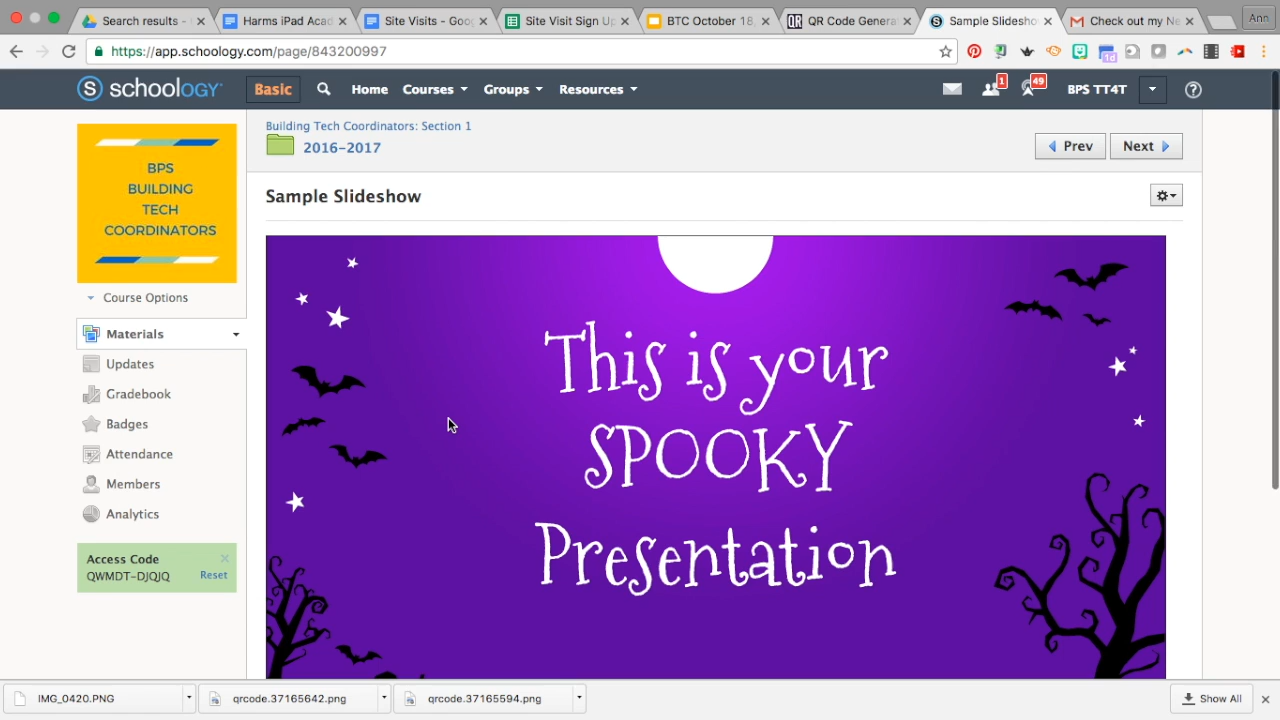 Search results -
Harms iPad Acad
Site Visits - Goog
Site Visit Sign Up
BTC October 18,
QR Code Genera
Sample Slidesho
Check out my Ne
Ann
https://app.schoology.com/page/843200997
1d
S schoology
Basic
Home
Courses
Groups
Resources
1
49
BPS TT4T
Building Tech Coordinators: Section 1
2016-2017
Prev
Next
BPS
BUILDING
TECH
COORDINATORS
Sample Slideshow
Course Options
Materials
Updates
Gradebook
Badges
Attendance
Members
Analytics
Access Code
QWMDT-DJQJQ
Reset
This is your
SPOOKY
Presentation
IMG_0420.PNG
qrcode.37165642.png
qrcode.37165594.png
Show All